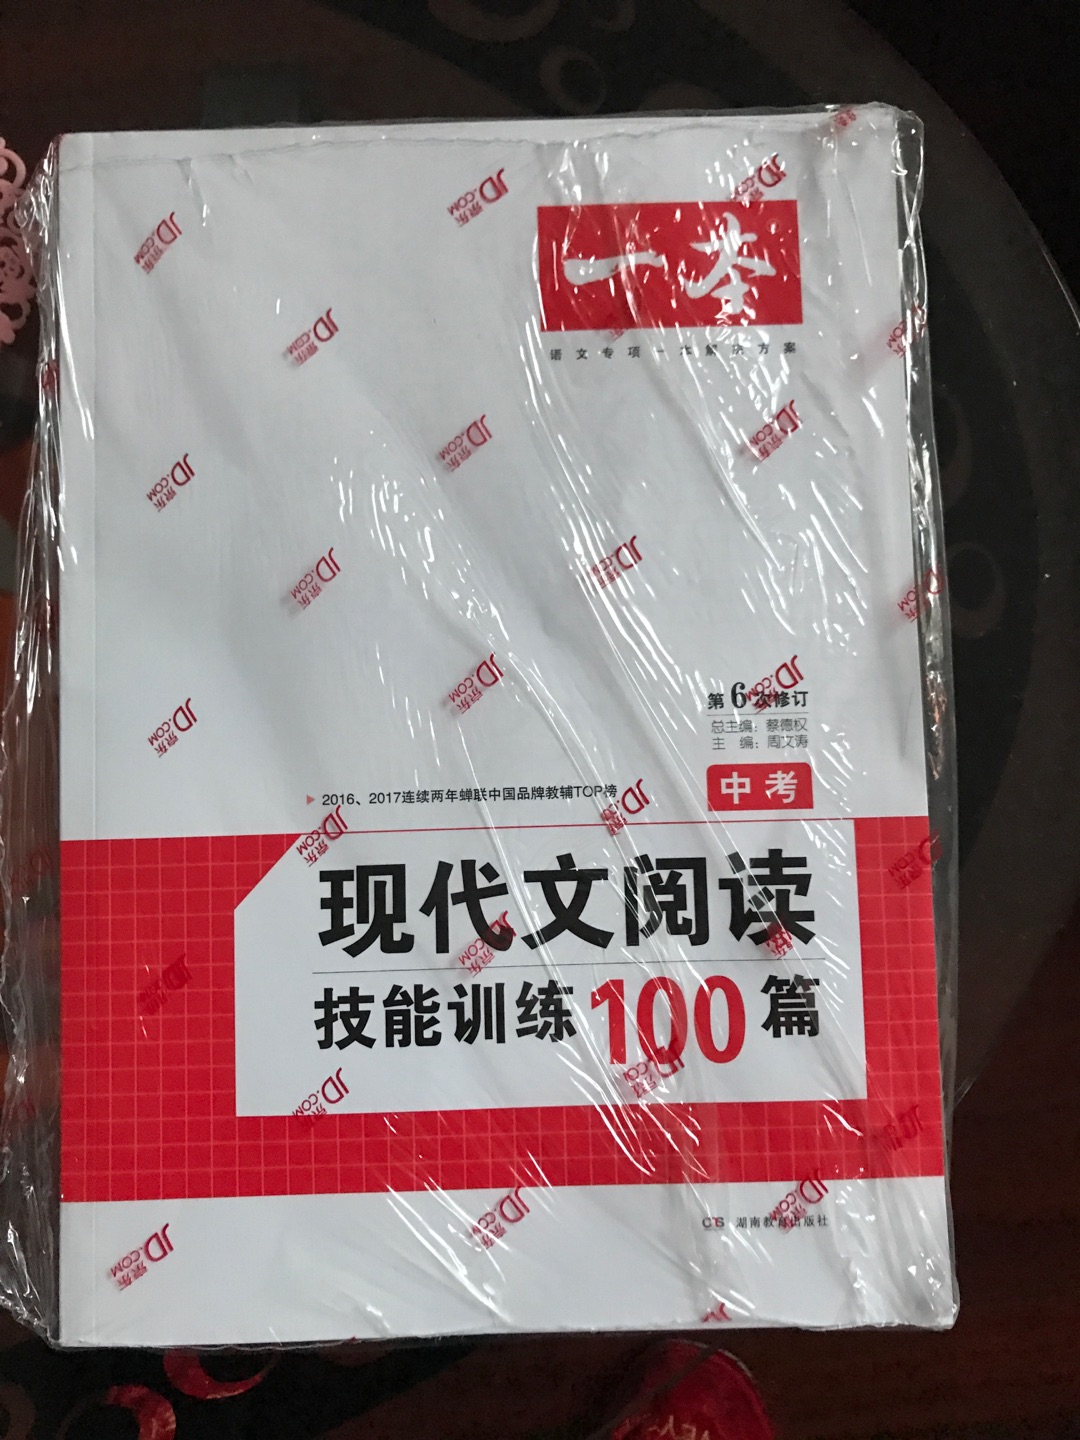 一本
语文专项一本解决方案
第6次修订
总主编：蔡德权
主 编：周文涛
中考
2016、2017连续两年蝉联中国品牌教辅TOP榜
现代文阅读
技能训练100篇
CS 湖南教育出版社
JD.COM 京东